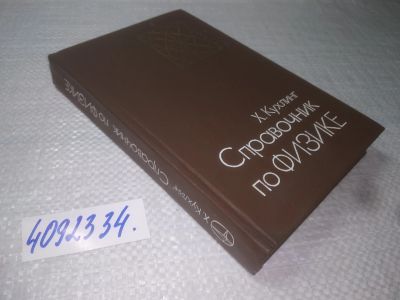 Х. Кухлинг
Справочник
по ФИЗИКЕ
Х. Кухлинг Справочник по ФИЗИКЕ
4092334.